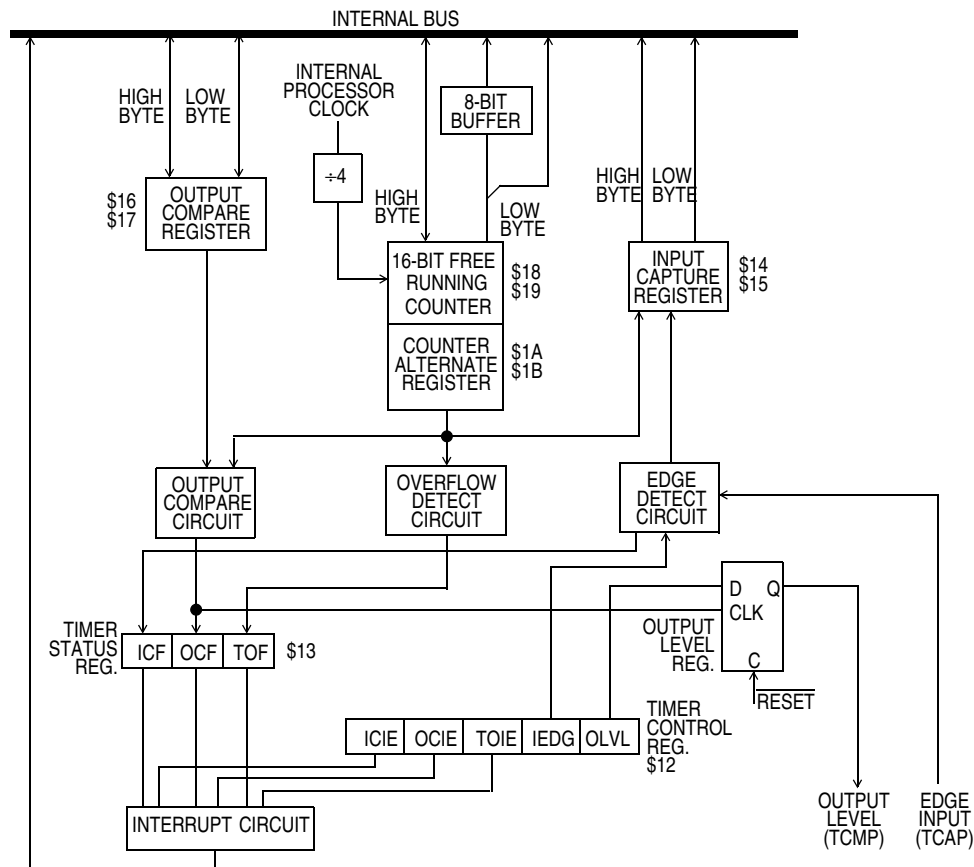 INTERNAL BUS
HIGH
BYTE
LOW
BYTE
INTERNAL
PROCESSOR
CLOCK
÷4
8-BIT
BUFFER
HIGH
BYTE
LOW
BYTE
HIGH
BYTE
LOW
BYTE
$16
$17
OUTPUT
COMPARE
REGISTER
16-BIT FREE
RUNNING
COUNTER
$18
$19
COUNTER
ALTERNATE
REGISTER
$1A
$1B
INPUT
CAPTURE
REGISTER
$14
$15
OUTPUT
COMPARE
CIRCUIT
OVERFLOW
DETECT
CIRCUIT
EDGE
DETECT
CIRCUIT
D Q
CLK
C
OUTPUT
LEVEL
REG.
RESET
TIMER
STATUS
REG.
ICF OCF TOF
$13
ICIE OCIE TOIE IEDG OLVL
TIMER
CONTROL
REG.
$12
INTERRUPT CIRCUIT
OUTPUT
LEVEL
(TCMP)
EDGE
INPUT
(TCAP)